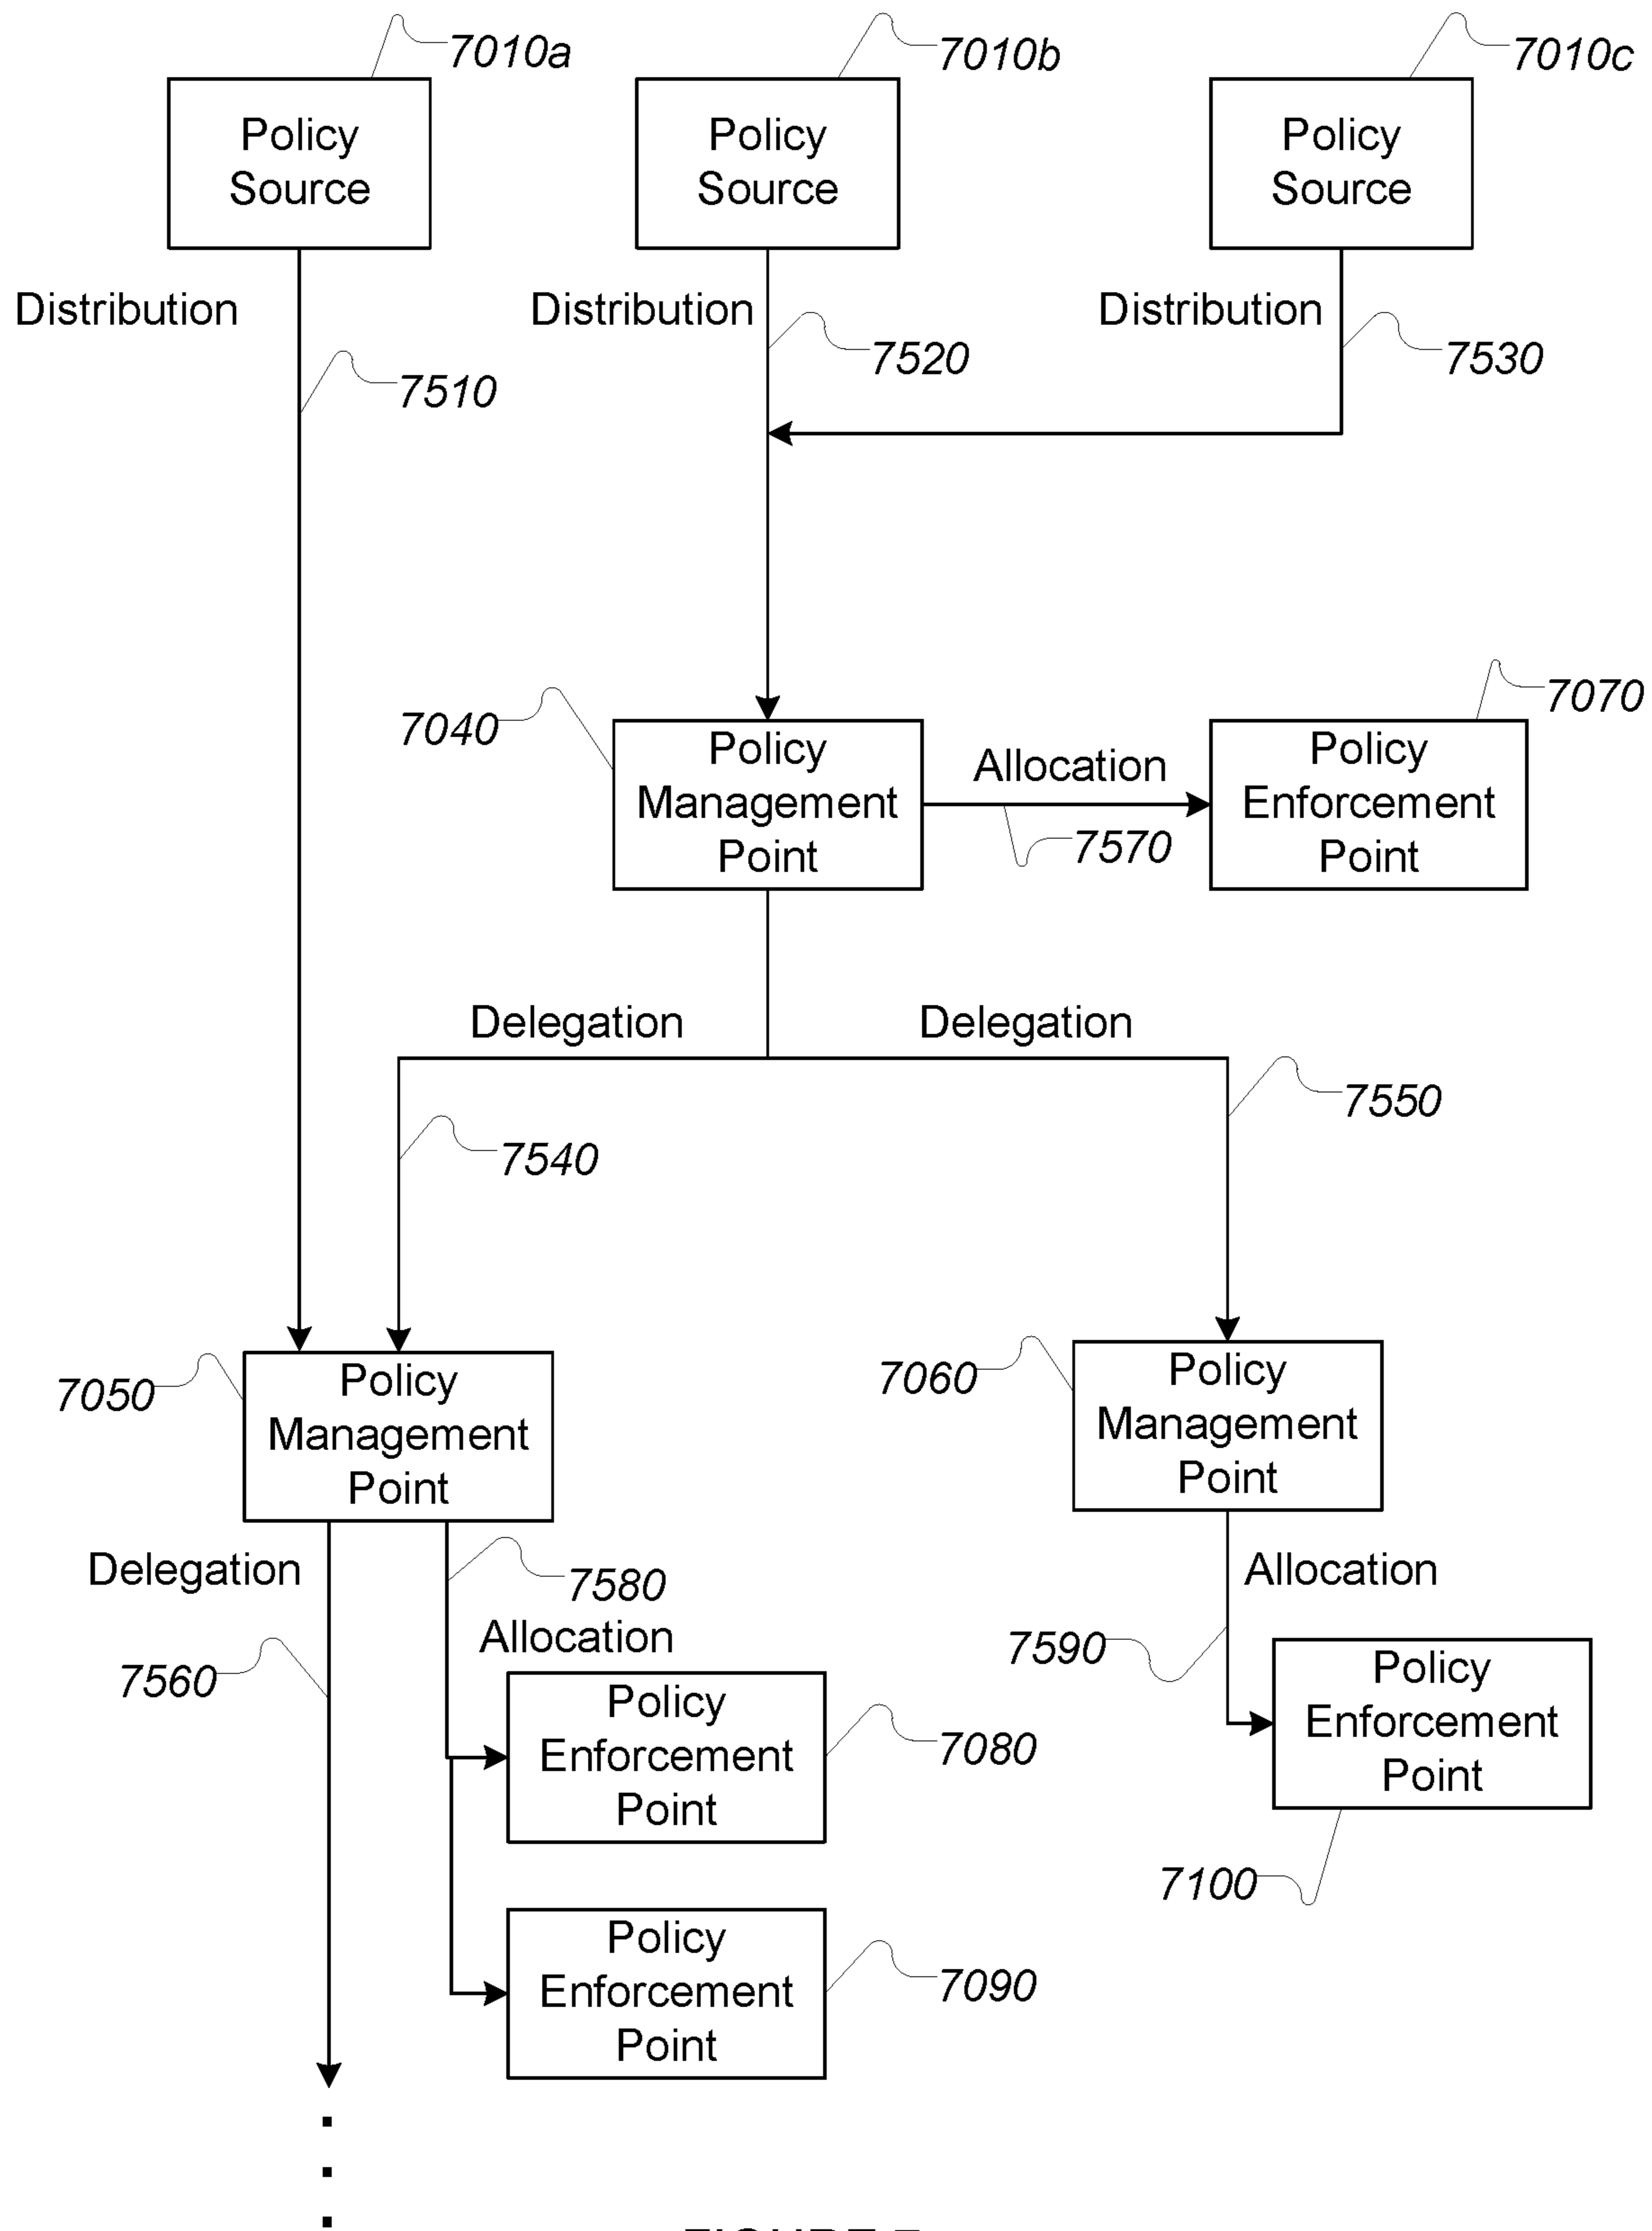 7010a
7010b
7010c
Policy
Source
Policy
Source
Policy
Source
Distribution
Distribution
Distribution
7510
7520
7530
7040
Policy
Management
Point
Allocation
7570
7070
Policy
Enforcement
Point
Delegation
Delegation
7540
7550
7050
Policy
Management
Point
7060
Policy
Management
Point
Delegation
7560
7580
Allocation
Policy
Enforcement
Point
7080
Policy
Enforcement
Point
7090
Allocation
7590
Policy
Enforcement
Point
7100